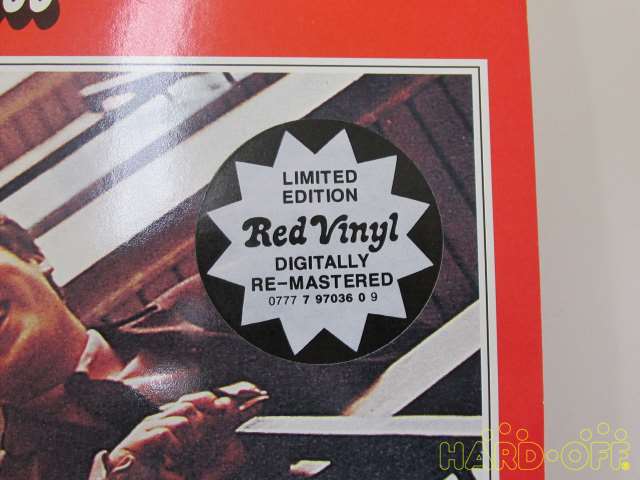 LIMITED
EDITION
Red Vinyl
DIGITALLY
RE-MASTERED
0777 7 97036 0 9
HARD·OFF